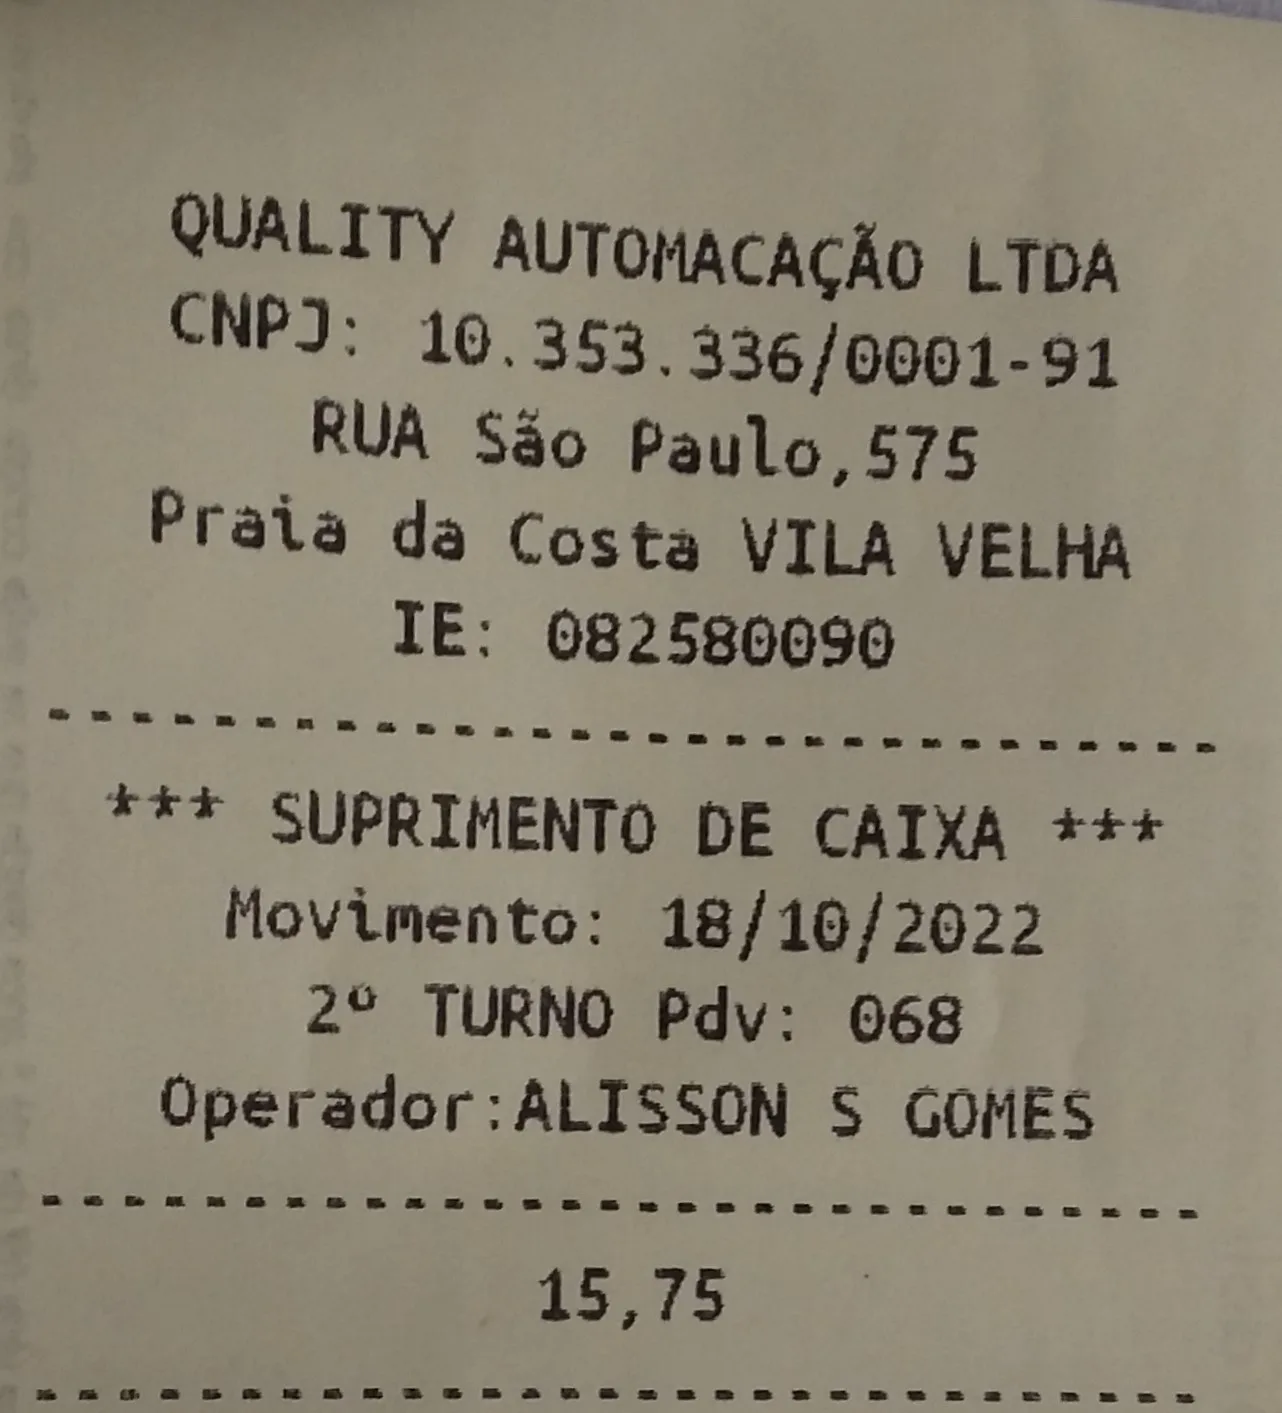 QUALITY AUTOMACAÇÃO LTDA
CNPJ: 10.353.336/0001-91
RUA São Paulo,575
Praia da Costa VILA VELHA
IE: 082580090
------------------------------
*** SUPRIMENTO DE CAIXA ***
Movimento: 18/10/2022
2º TURNO Pdv: 068
Operador:ALISSON S GOMES
------------------------------
15,75
------------------------------